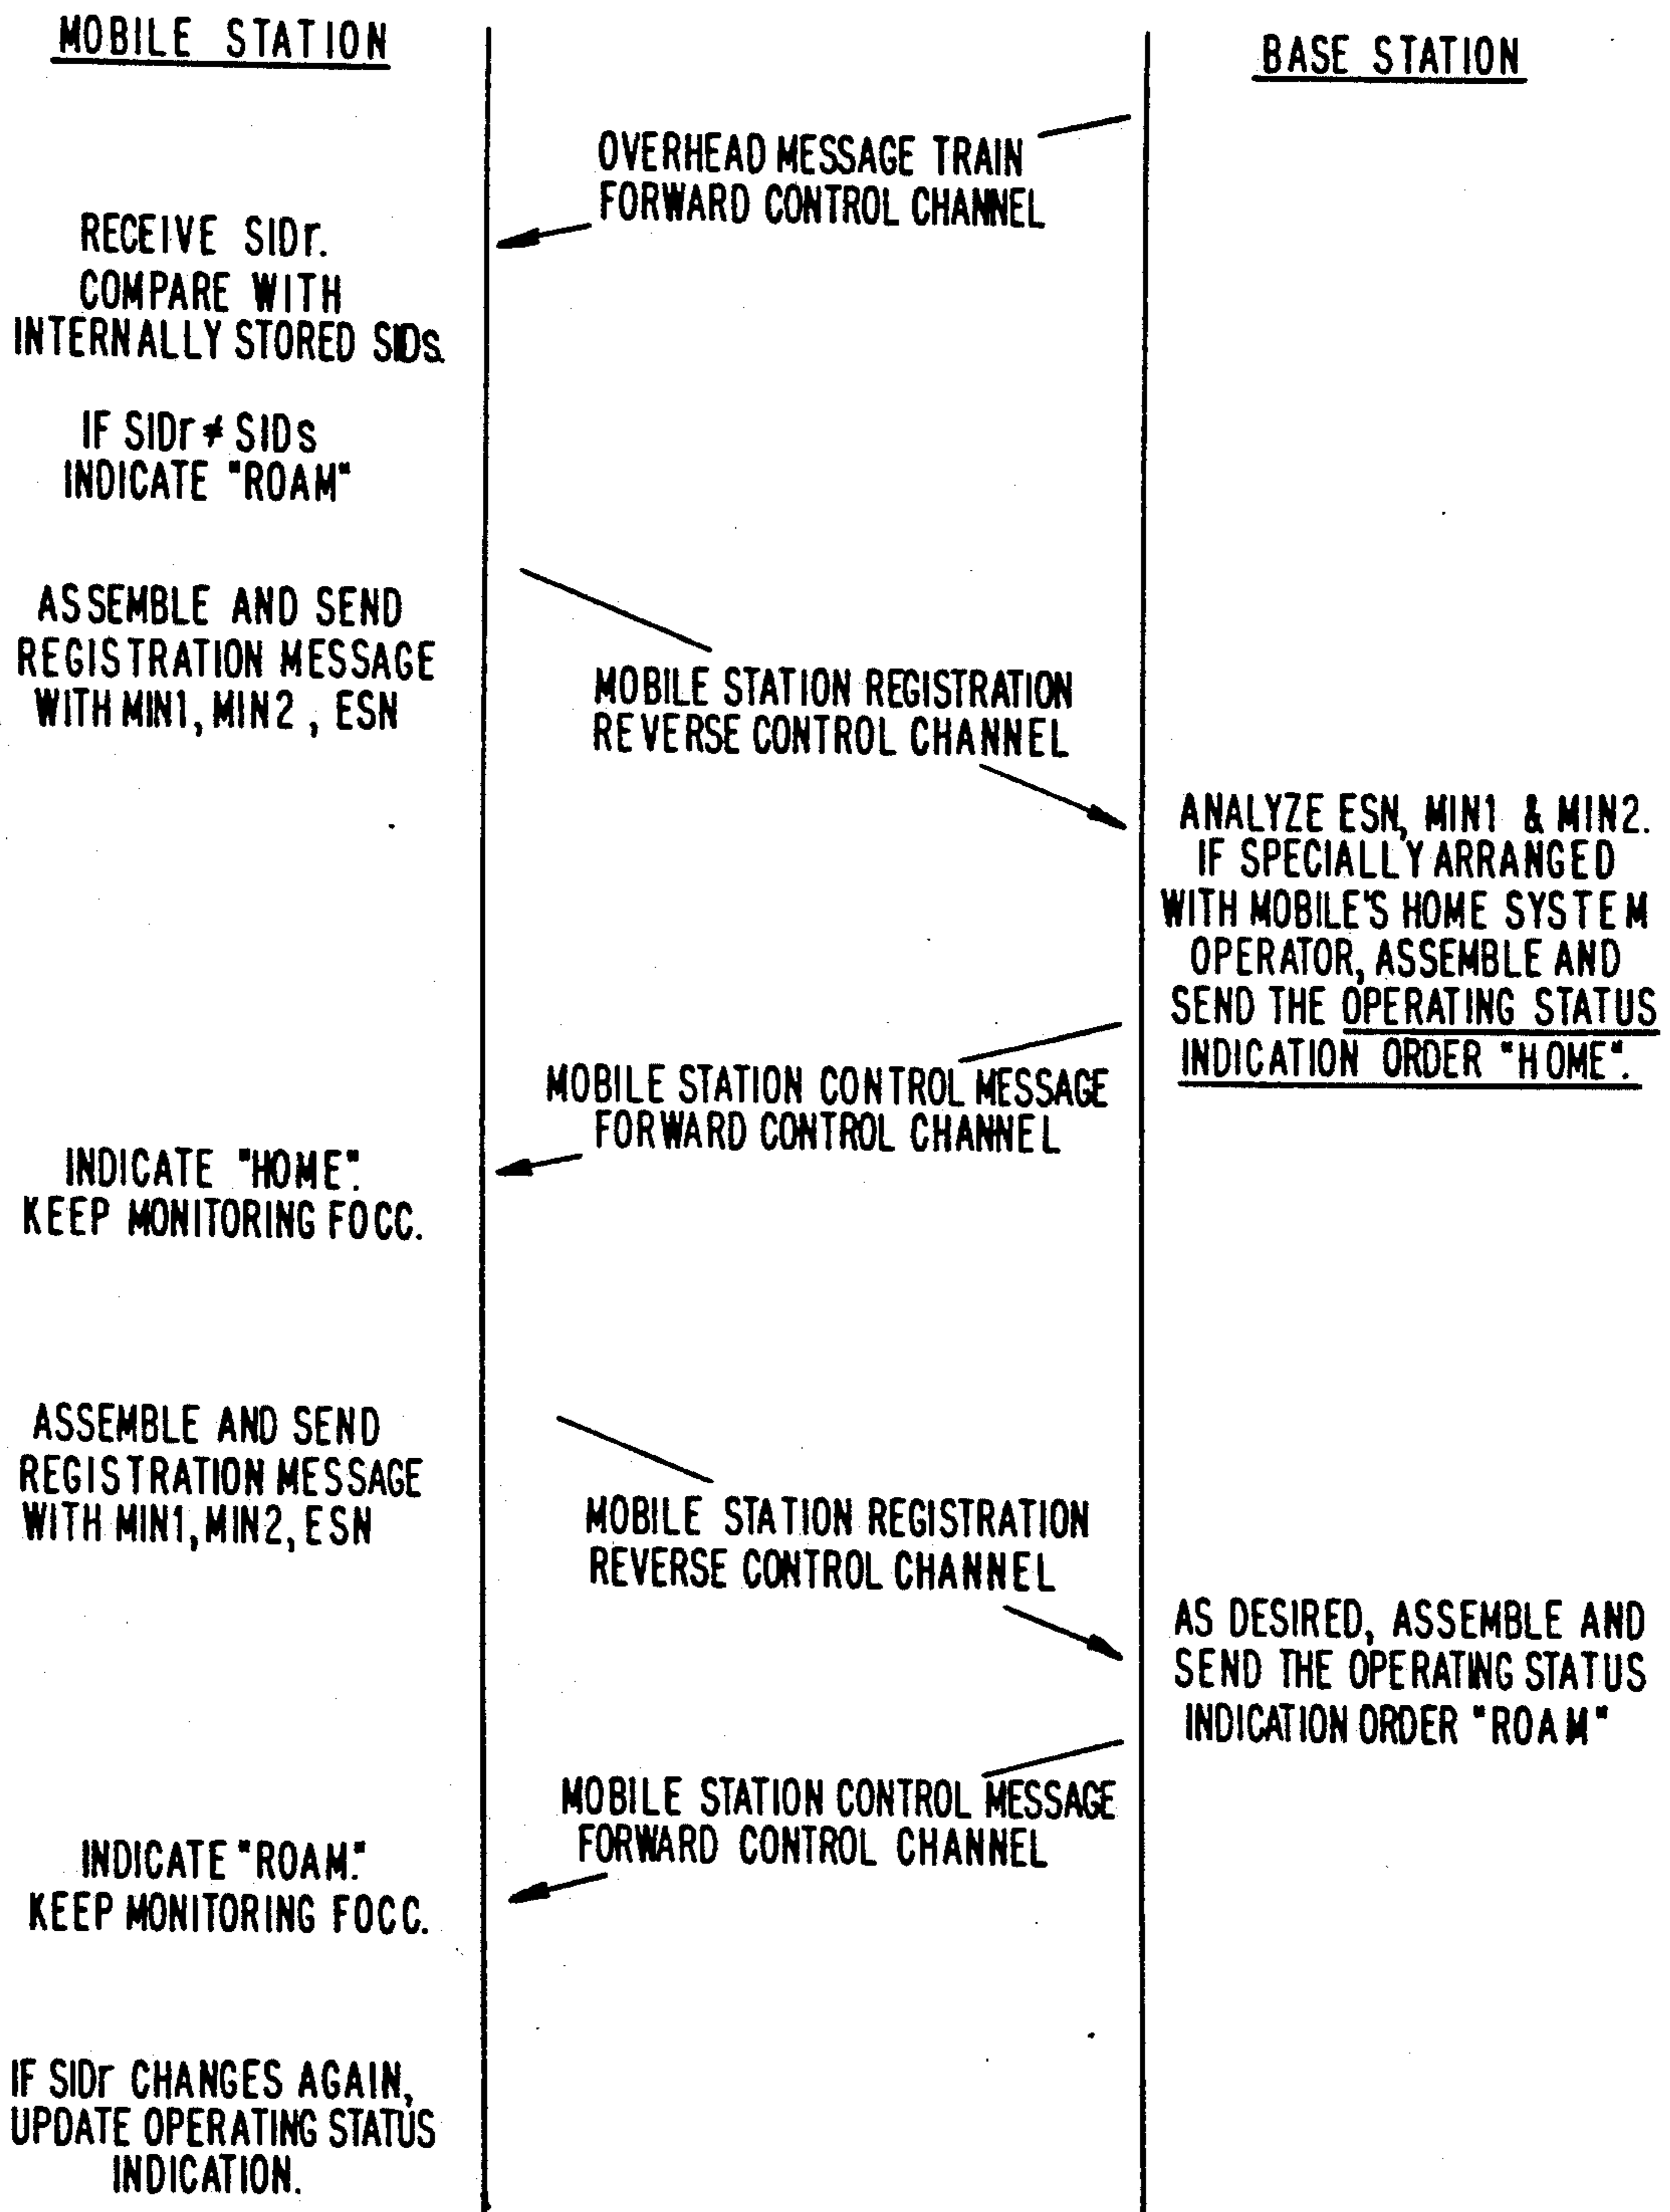 MOBILE STATION
BASE STATION
OVERHEAD MESSAGE TRAIN
FORWARD CONTROL CHANNEL
RECEIVE SIDr.
COMPARE WITH
INTERNALLY STORED SIDs.
IF SIDr ≠ SIDs
INDICATE "ROAM"
ASSEMBLE AND SEND
REGISTRATION MESSAGE
WITH MIN1, MIN2, ESN
MOBILE STATION REGISTRATION
REVERSE CONTROL CHANNEL
ANALYZE ESN, MIN1 & MIN2.
IF SPECIALLY ARRANGED
WITH MOBILE'S HOME SYSTEM
OPERATOR, ASSEMBLE AND
SEND THE OPERATING STATUS
INDICATION ORDER "HOME".
MOBILE STATION CONTROL MESSAGE
FORWARD CONTROL CHANNEL
INDICATE "HOME".
KEEP MONITORING FOCC.
ASSEMBLE AND SEND
REGISTRATION MESSAGE
WITH MIN1, MIN2, ESN
MOBILE STATION REGISTRATION
REVERSE CONTROL CHANNEL
AS DESIRED, ASSEMBLE AND
SEND THE OPERATING STATUS
INDICATION ORDER "ROAM"
MOBILE STATION CONTROL MESSAGE
FORWARD CONTROL CHANNEL
INDICATE "ROAM".
KEEP MONITORING FOCC.
IF SIDr CHANGES AGAIN,
UPDATE OPERATING STATUS
INDICATION.